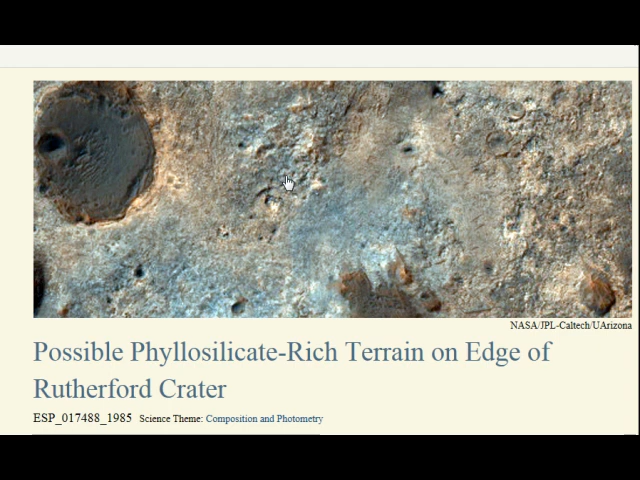 NASA/JPL-Caltech/UArizona
Possible Phyllosilicate-Rich Terrain on Edge of
Rutherford Crater
ESP_017488_1985 Science Theme: Composition and Photometry